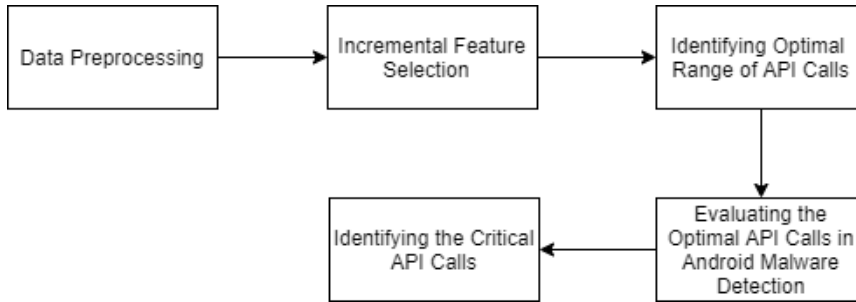 Data Preprocessing
Incremental Feature
Selection
Identifying Optimal
Range of API Calls
Evaluating the
Optimal API Calls in
Android Malware
Detection
Identifying the Critical
API Calls